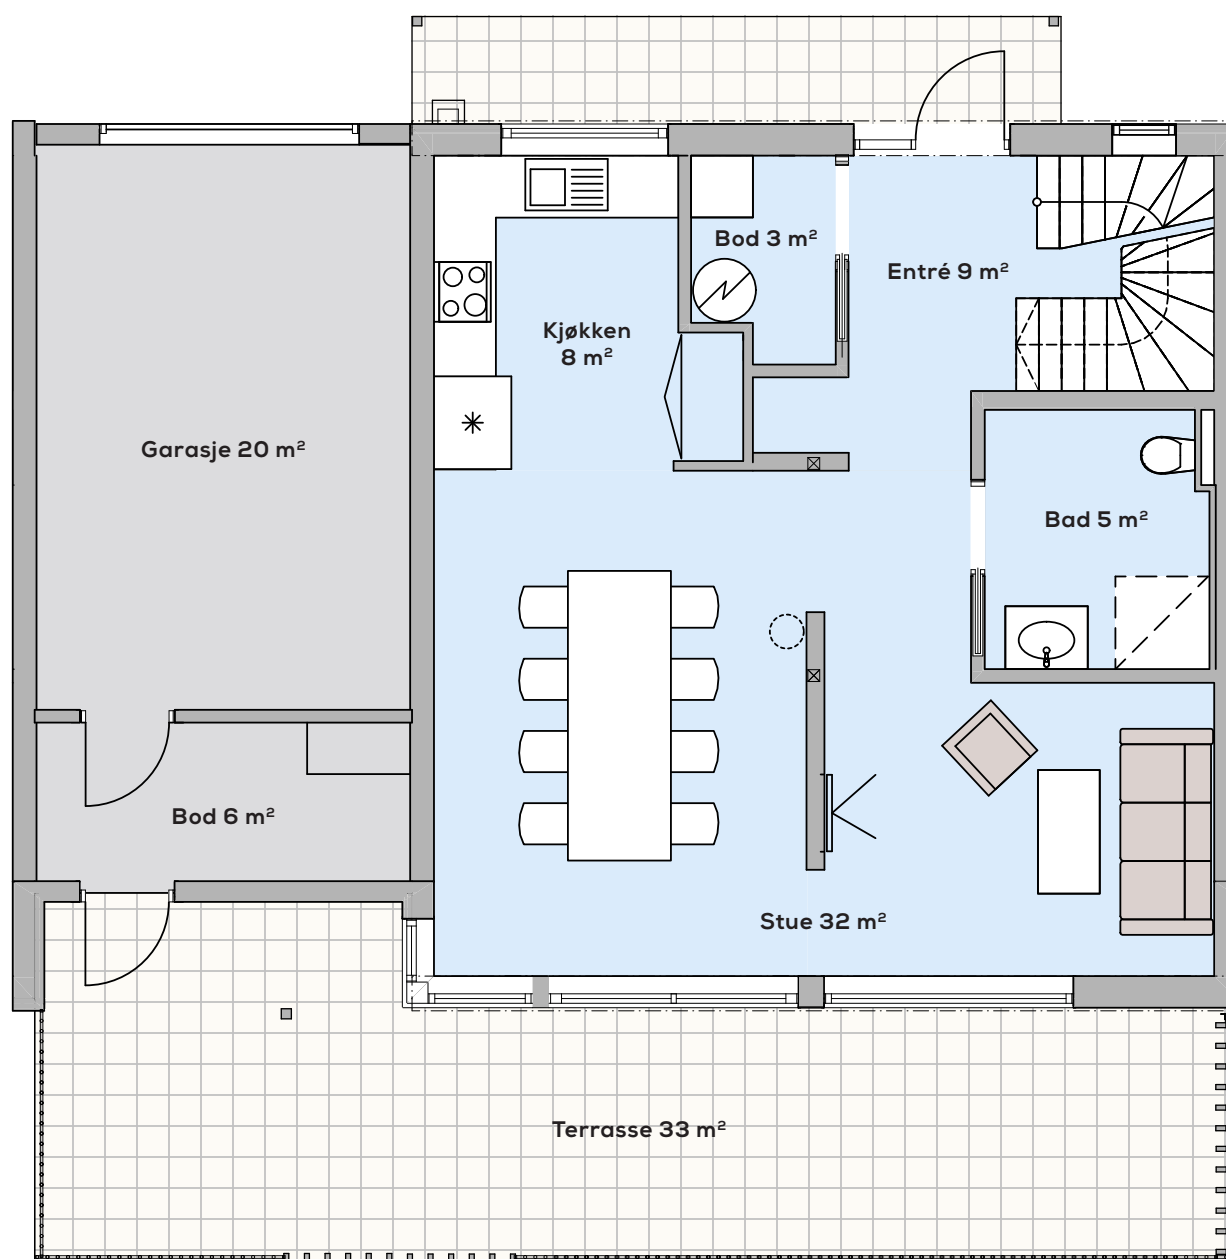 Bod 3 m²
Entré 9 m²
Kjøkken
8 m²
Garasje 20 m²
Bad 5 m²
Bod 6 m²
Stue 32 m²
Terrasse 33 m²